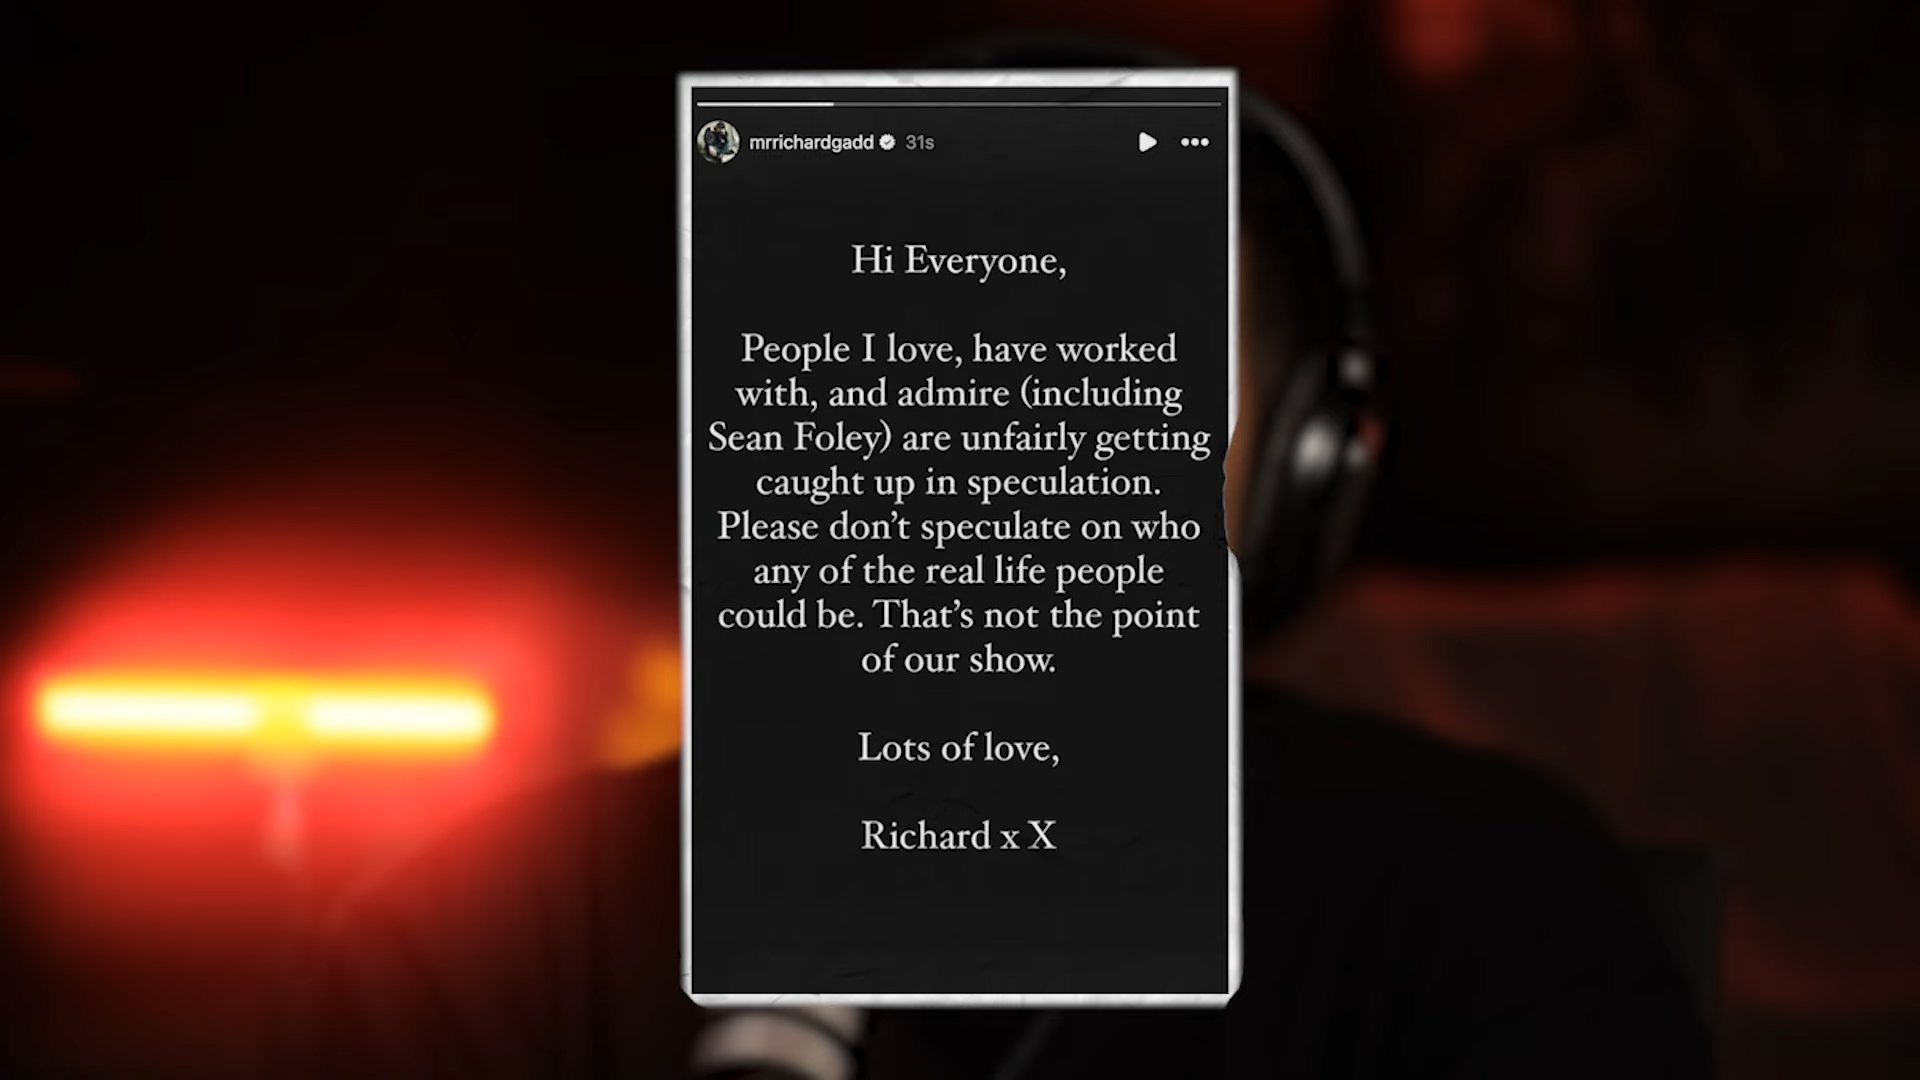 mrrichardgadd 31s
Hi Everyone,
People I love, have worked
with, and admire (including
Sean Foley) are unfairly getting
caught up in speculation.
Please don’t speculate on who
any of the real life people
could be. That’s not the point
of our show.
Lots of love,
Richard x X